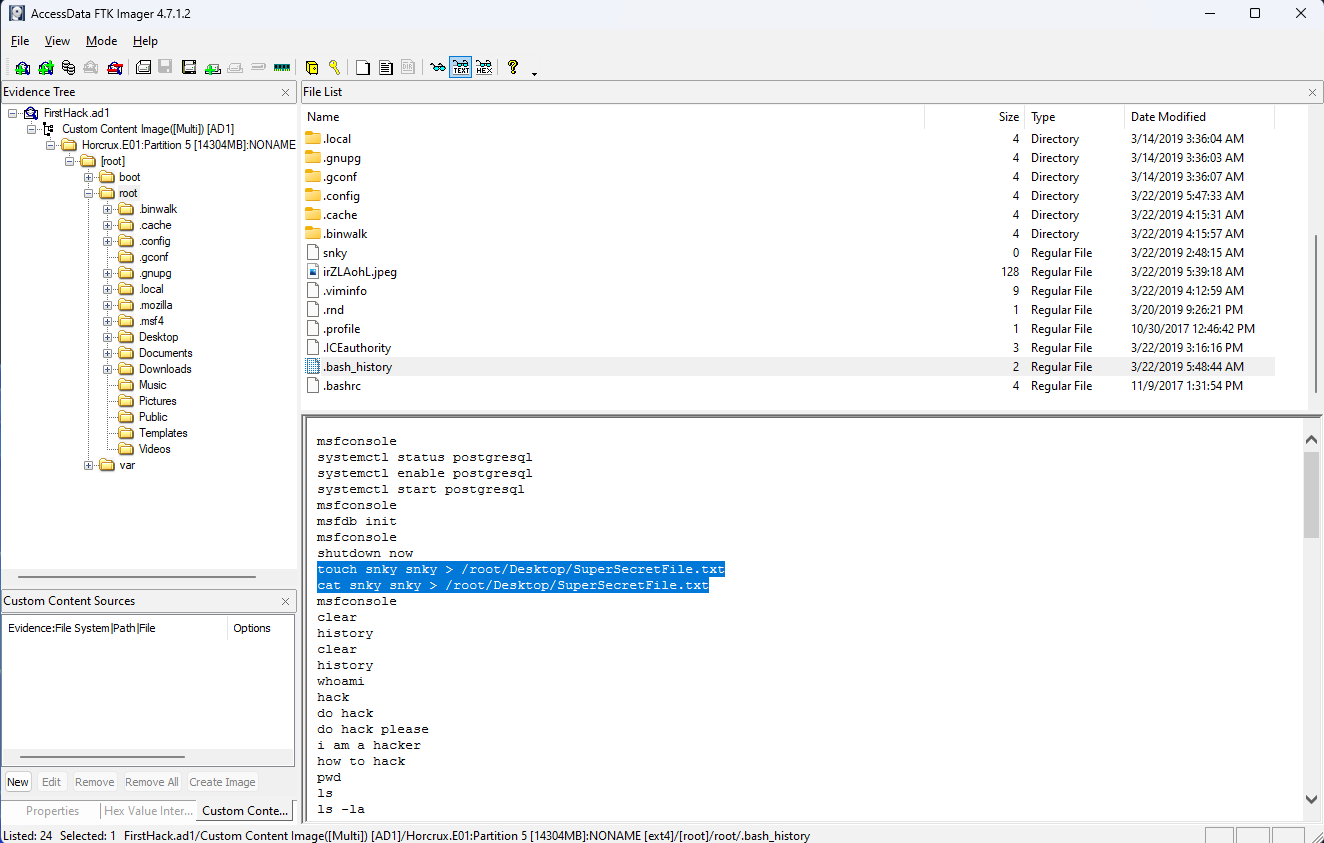 AccessData FTK Imager 4.7.1.2
File View Mode Help
Evidence Tree
FirstHack.ad1
Custom Content Image([Multi]) [AD1]
Horcrux.E01:Partition 5 [14304MB]:NONAME
[root]
boot
root
.binwalk
.cache
.config
.gconf
.gnupg
.local
.mozilla
.msf4
Desktop
Documents
Downloads
Music
Pictures
Public
Templates
Videos
var
Custom Content Sources
Evidence:File System|Path|File Options
New Edit Remove Remove All Create Image
Properties Hex Value Inter... Custom Conte...
File List
Name Size Type Date Modified
.local 4 Directory 3/14/2019 3:36:04 AM
.gnupg 4 Directory 3/14/2019 3:36:03 AM
.gconf 4 Directory 3/14/2019 3:36:07 AM
.config 4 Directory 3/22/2019 5:47:33 AM
.cache 4 Directory 3/22/2019 4:15:31 AM
.binwalk 4 Directory 3/22/2019 4:15:57 AM
snky 0 Regular File 3/22/2019 2:48:15 AM
irZLAohL.jpeg 128 Regular File 3/22/2019 5:39:18 AM
.viminfo 9 Regular File 3/22/2019 4:12:59 AM
.rnd 1 Regular File 3/20/2019 9:26:21 PM
.profile 1 Regular File 10/30/2017 12:46:42 PM
.ICEauthority 3 Regular File 3/22/2019 3:16:16 PM
.bash_history 2 Regular File 3/22/2019 5:48:44 AM
.bashrc 4 Regular File 11/9/2017 1:31:54 PM
msfconsole
systemctl status postgresql
systemctl enable postgresql
systemctl start postgresql
msfconsole
msfdb init
msfconsole
shutdown now
touch snky snky > /root/Desktop/SuperSecretFile.txt
cat snky snky > /root/Desktop/SuperSecretFile.txt
msfconsole
clear
history
clear
history
whoami
hack
do hack
do hack please
i am a hacker
how to hack
pwd
ls
ls -la
Listed: 24 Selected: 1 FirstHack.ad1/Custom Content Image([Multi]) [AD1]/Horcrux.E01:Partition 5 [14304MB]:NONAME [ext4]/[root]/root/.bash_history